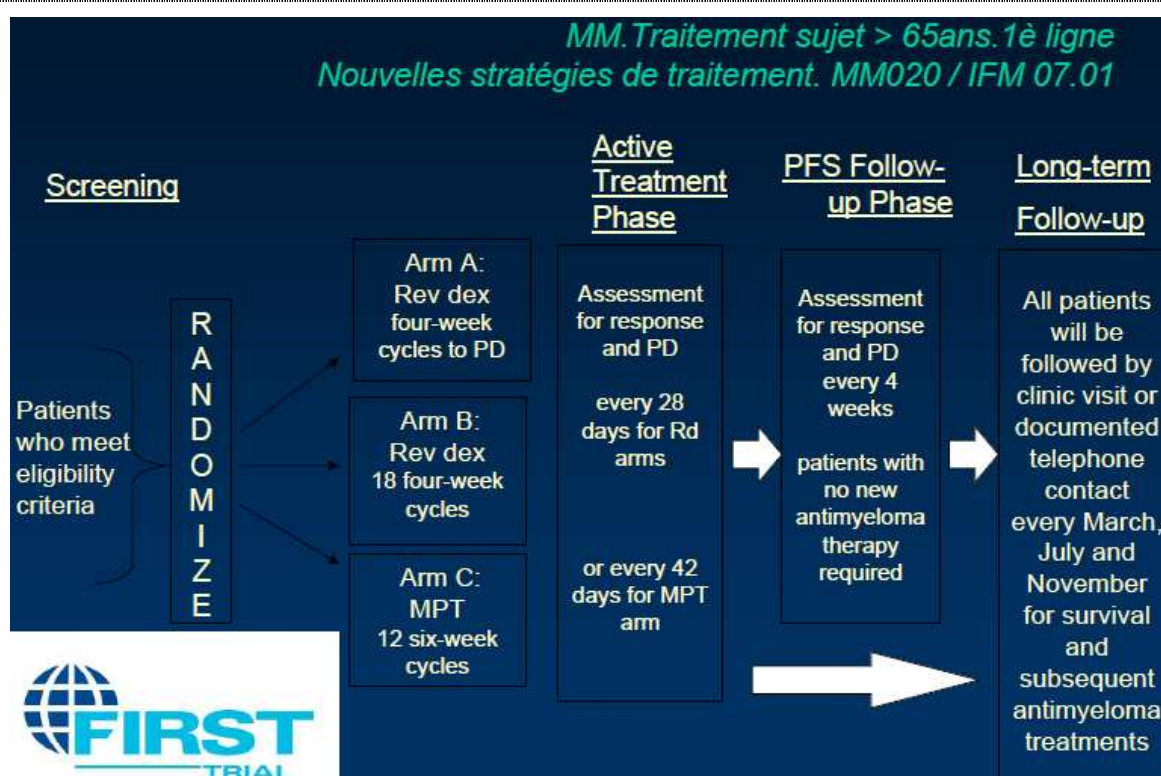 MM.Traitement sujet > 65ans.1è ligne
Nouvelles stratégies de traitement. MM020 / IFM 07.01
Screening
Active
Treatment
Phase
PFS Follow-
up Phase
Long-term
Follow-up
Patients
who meet
eligibility
criteria
R
A
N
D
O
M
I
Z
E
Arm A:
Rev dex
four-week
cycles to PD
Arm B:
Rev dex
18 four-week
cycles
Arm C:
MPT
12 six-week
cycles
Assessment
for response
and PD
every 28
days for Rd
arms
or every 42
days for MPT
arm
Assessment
for response
and PD
every 4
weeks
patients with
no new
antimyeloma
therapy
required
All patients
will be
followed by
clinic visit or
documented
telephone
contact
every March,
July and
November
for survival
and
subsequent
antimyeloma
treatments
FIRST
TRIAL